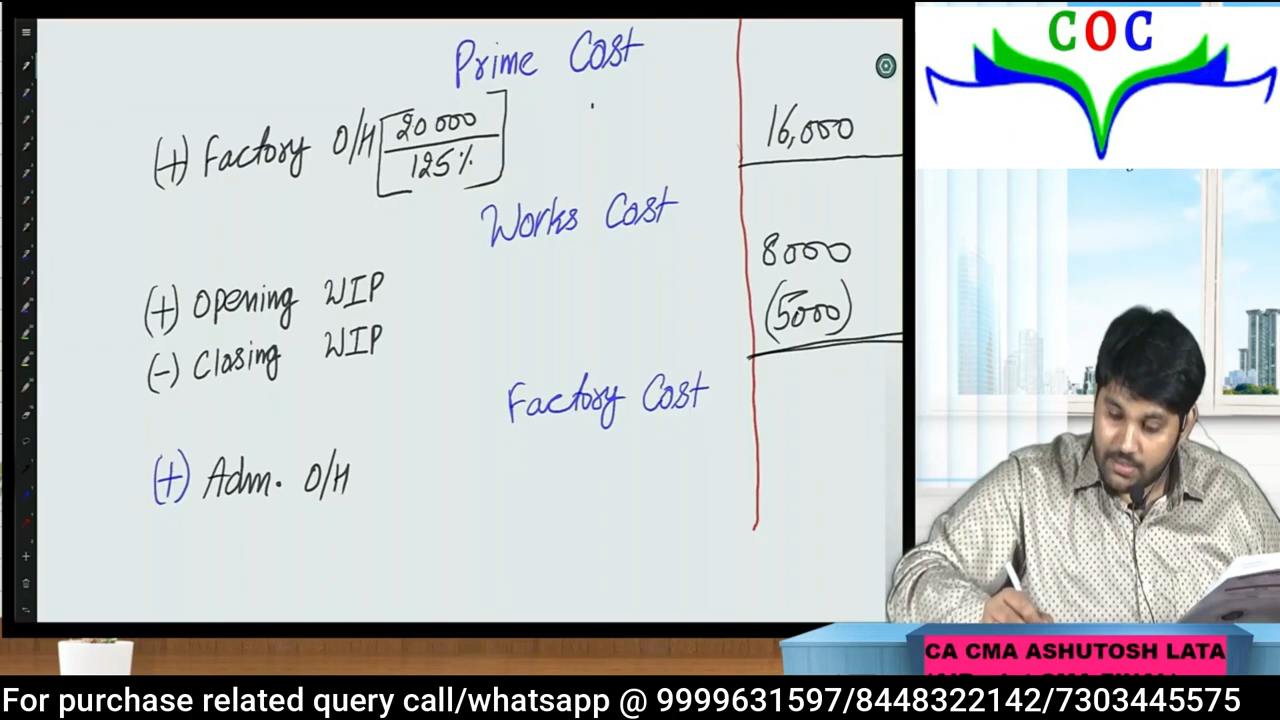 Prime Cost
(+) Factory O/H [20000 / 125%] 16,000
Works Cost
(+) Opening WIP 8000
(-) Closing WIP (5000)
Factory Cost
(+) Adm. O/H
COC
CA CMA ASHUTOSH LATA
For purchase related query call/whatsapp @ 9999631597/8448322142/7303445575